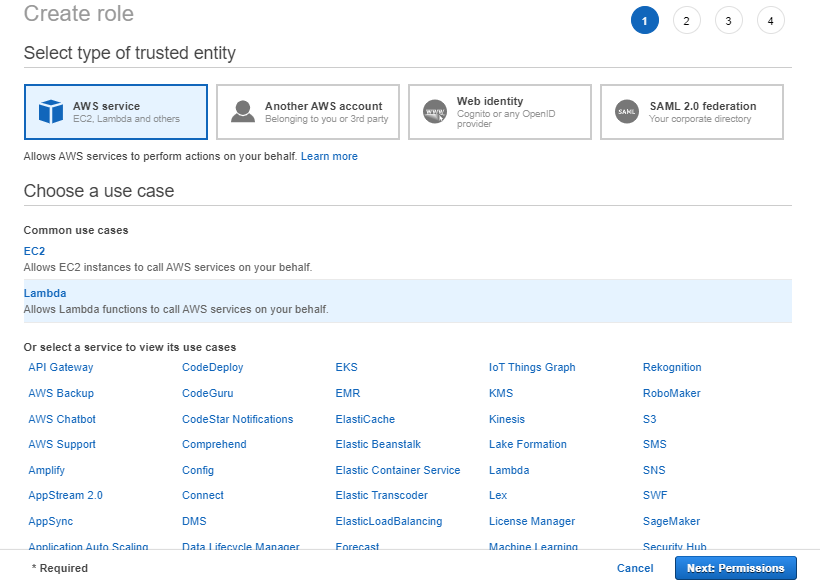 Create role
1 2 3 4
Select type of trusted entity
AWS service
EC2, Lambda and others
Another AWS account
Belonging to you or 3rd party
www
Web identity
Cognito or any OpenID
provider
SAML
SAML 2.0 federation
Your corporate directory
Allows AWS services to perform actions on your behalf. Learn more
Choose a use case
Common use cases
EC2
Allows EC2 instances to call AWS services on your behalf.
Lambda
Allows Lambda functions to call AWS services on your behalf.
Or select a service to view its use cases
API Gateway CodeDeploy EKS IoT Things Graph Rekognition
AWS Backup CodeGuru EMR KMS RoboMaker
AWS Chatbot CodeStar Notifications ElastiCache Kinesis S3
AWS Support Comprehend Elastic Beanstalk Lake Formation SMS
Amplify Config Elastic Container Service Lambda SNS
AppStream 2.0 Connect Elastic Transcoder Lex SWF
AppSync DMS ElasticLoadBalancing License Manager SageMaker
Application Auto Scaling Data Lifecycle Manager Forecast Machine Learning Security Hub
* Required Cancel Next: Permissions